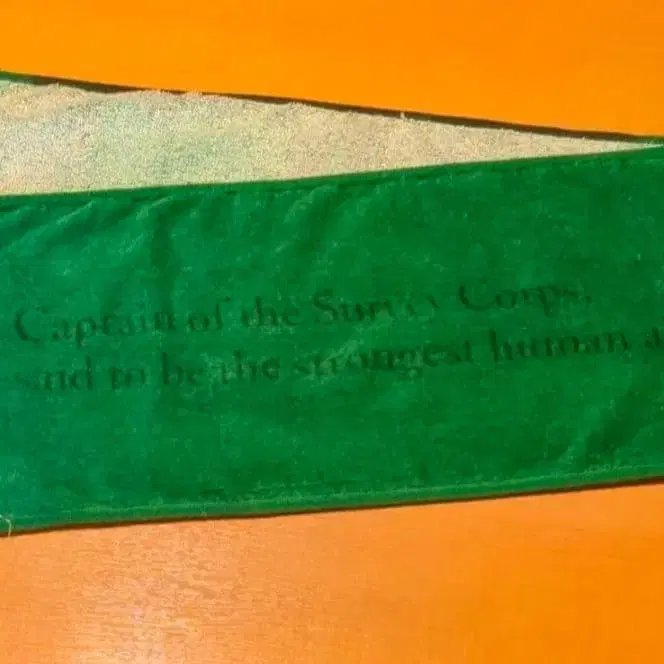 Captain of the Survey Corps,
said to be the strongest human